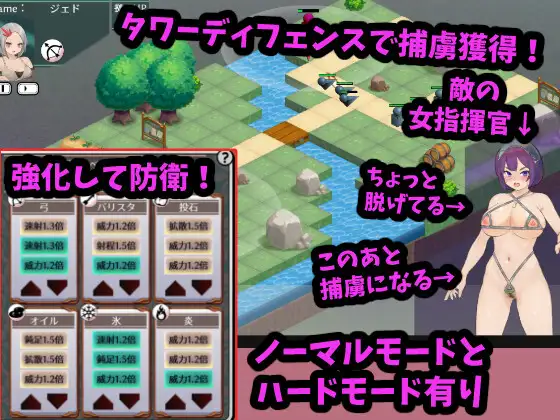 ame： ジェド
タワーディフェンスで捕虜獲得！
敵の
女指揮官↓
強化して防衛！
ちょっと
脱げてる→
このあと
捕虜になる→
ノーマルモードと
ハードモード有り
?
弓 バリスタ 投石
速射1.3倍 威力1.2倍 拡散1.5倍
速射1.3倍 射程1.5倍 威力1.2倍
威力1.2倍 威力1.2倍 威力1.2倍
オイル 氷 炎
鈍足1.5倍 速射1.2倍 威力1.2倍
拡散1.5倍 鈍足1.5倍 威力1.2倍
威力1.2倍 威力1.2倍 威力1.2倍